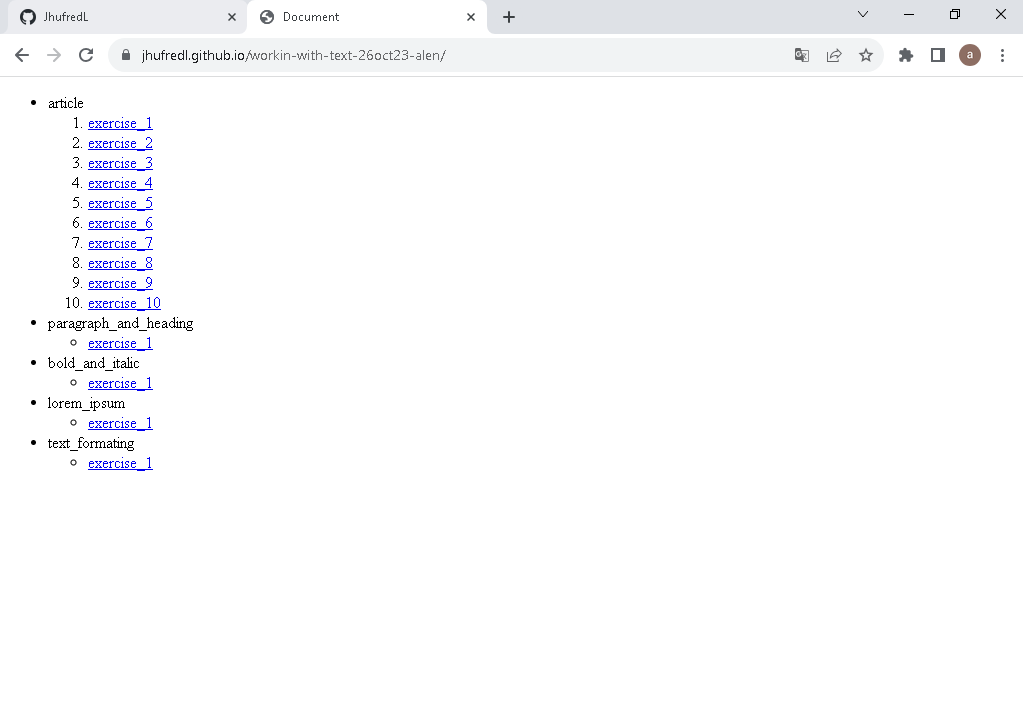 JhufredL
Document
jhufredl.github.io/workin-with-text-26oct23-alen/
a
article
1. exercise_1
2. exercise_2
3. exercise_3
4. exercise_4
5. exercise_5
6. exercise_6
7. exercise_7
8. exercise_8
9. exercise_9
10. exercise_10
paragraph_and_heading
exercise_1
bold_and_italic
exercise_1
lorem_ipsum
exercise_1
text_formating
exercise_1